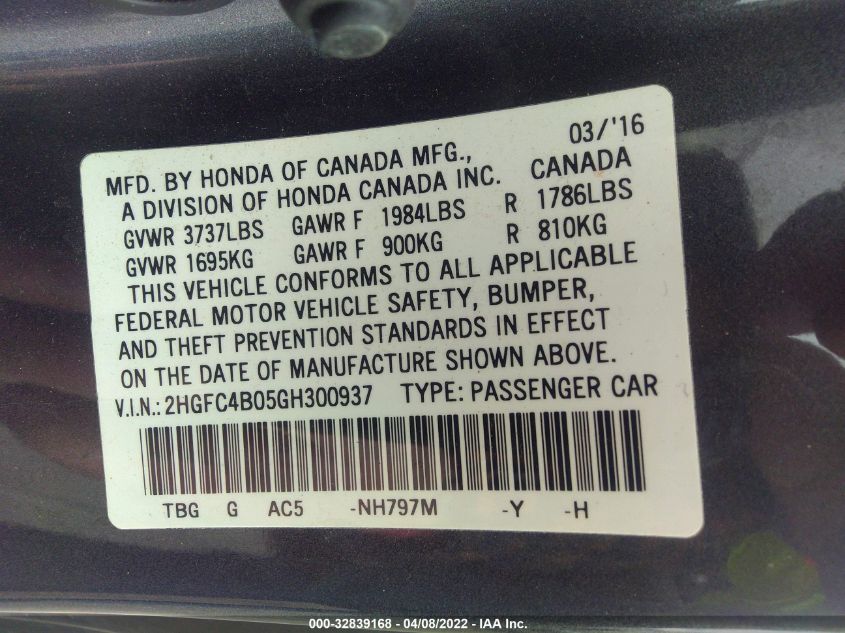 03/'16
MFD. BY HONDA OF CANADA MFG., CANADA
A DIVISION OF HONDA CANADA INC.
GVWR 3737LBS GAWR F 1984LBS R 1786LBS
GVWR 1695KG GAWR F 900KG R 810KG
THIS VEHICLE CONFORMS TO ALL APPLICABLE
FEDERAL MOTOR VEHICLE SAFETY, BUMPER,
AND THEFT PREVENTION STANDARDS IN EFFECT
ON THE DATE OF MANUFACTURE SHOWN ABOVE.
V.I.N.: 2HGFC4B05GH300937 TYPE: PASSENGER CAR
TBG G AC5 -NH797M -Y -H
000-32839168 - 04/08/2022 - IAA Inc.